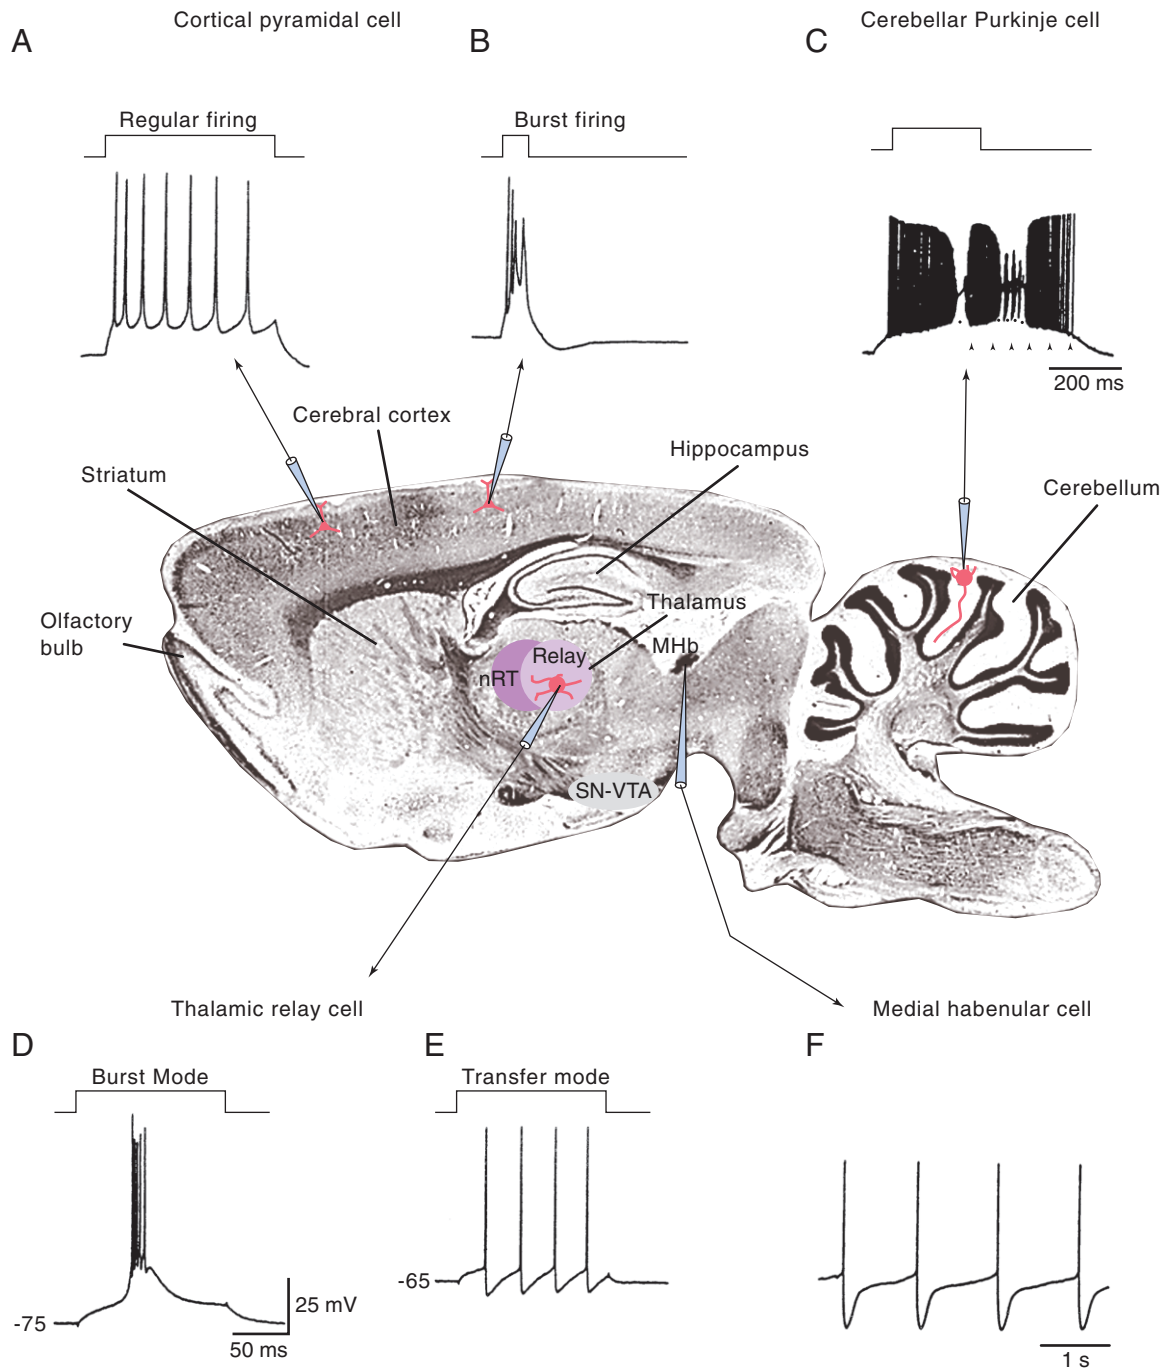 Cortical pyramidal cell
Cerebellar Purkinje cell
A
B
C
Regular firing
Burst firing
200 ms
Cerebral cortex
Hippocampus
Striatum
Cerebellum
Olfactory
bulb
Thalamus
MHb
Relay
nRT
SN-VTA
Thalamic relay cell
Medial habenular cell
D
E
F
Burst Mode
Transfer mode
-65
25 mV
-75
50 ms
1 s